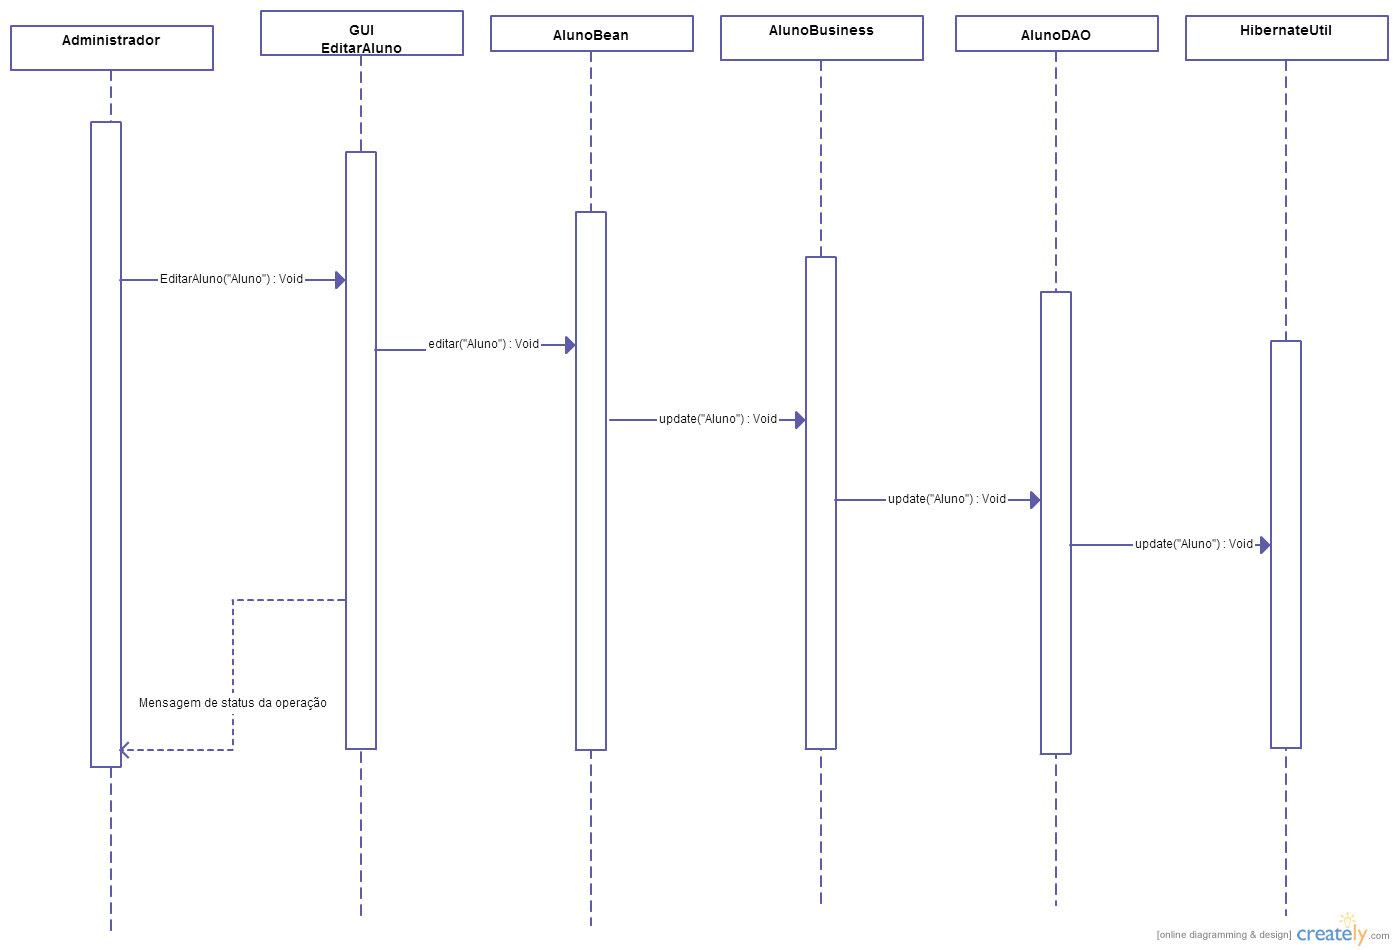 Administrador
GUI
EditarAluno
AlunoBean
AlunoBusiness
AlunoDAO
HibernateUtil
EditarAluno("Aluno") : Void
editar("Aluno") : Void
update("Aluno") : Void
update("Aluno") : Void
update("Aluno") : Void
Mensagem de status da operação
[online diagramming & design] creately.com